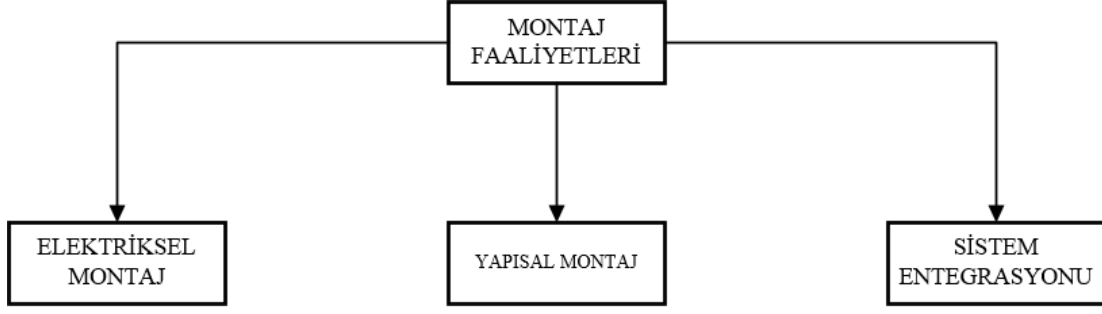 MONTAJ
FAALİYETLERİ
ELEKTRİKSEL
MONTAJ
YAPISAL MONTAJ
SİSTEM
ENTEGRASYONU